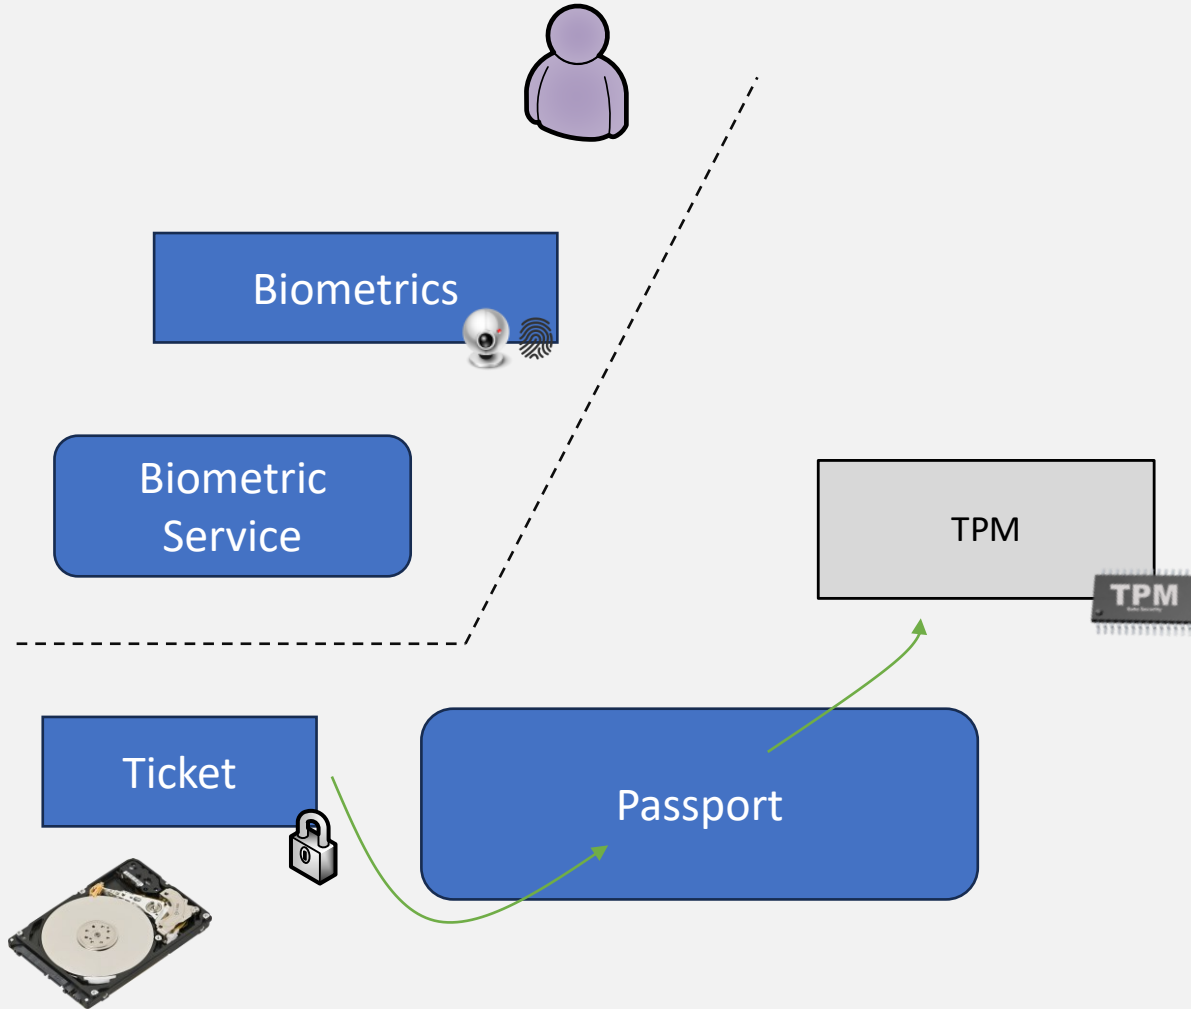 Biometrics
Biometric
Service
TPM
TPM
Ticket
Passport